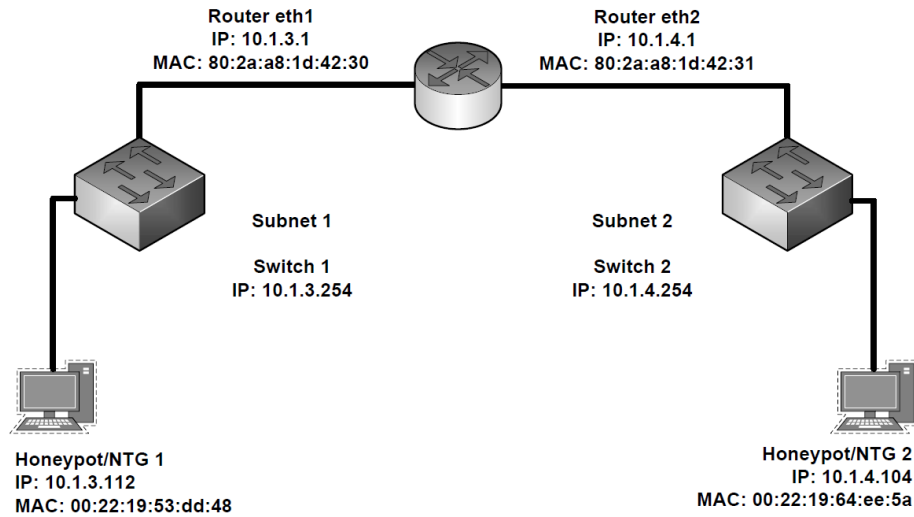 Router eth1
IP: 10.1.3.1
MAC: 80:2a:a8:1d:42:30
Router eth2
IP: 10.1.4.1
MAC: 80:2a:a8:1d:42:31
Subnet 1
Switch 1
IP: 10.1.3.254
Subnet 2
Switch 2
IP: 10.1.4.254
Honeypot/NTG 1
IP: 10.1.3.112
MAC: 00:22:19:53:dd:48
Honeypot/NTG 2
IP: 10.1.4.104
MAC: 00:22:19:64:ee:5a